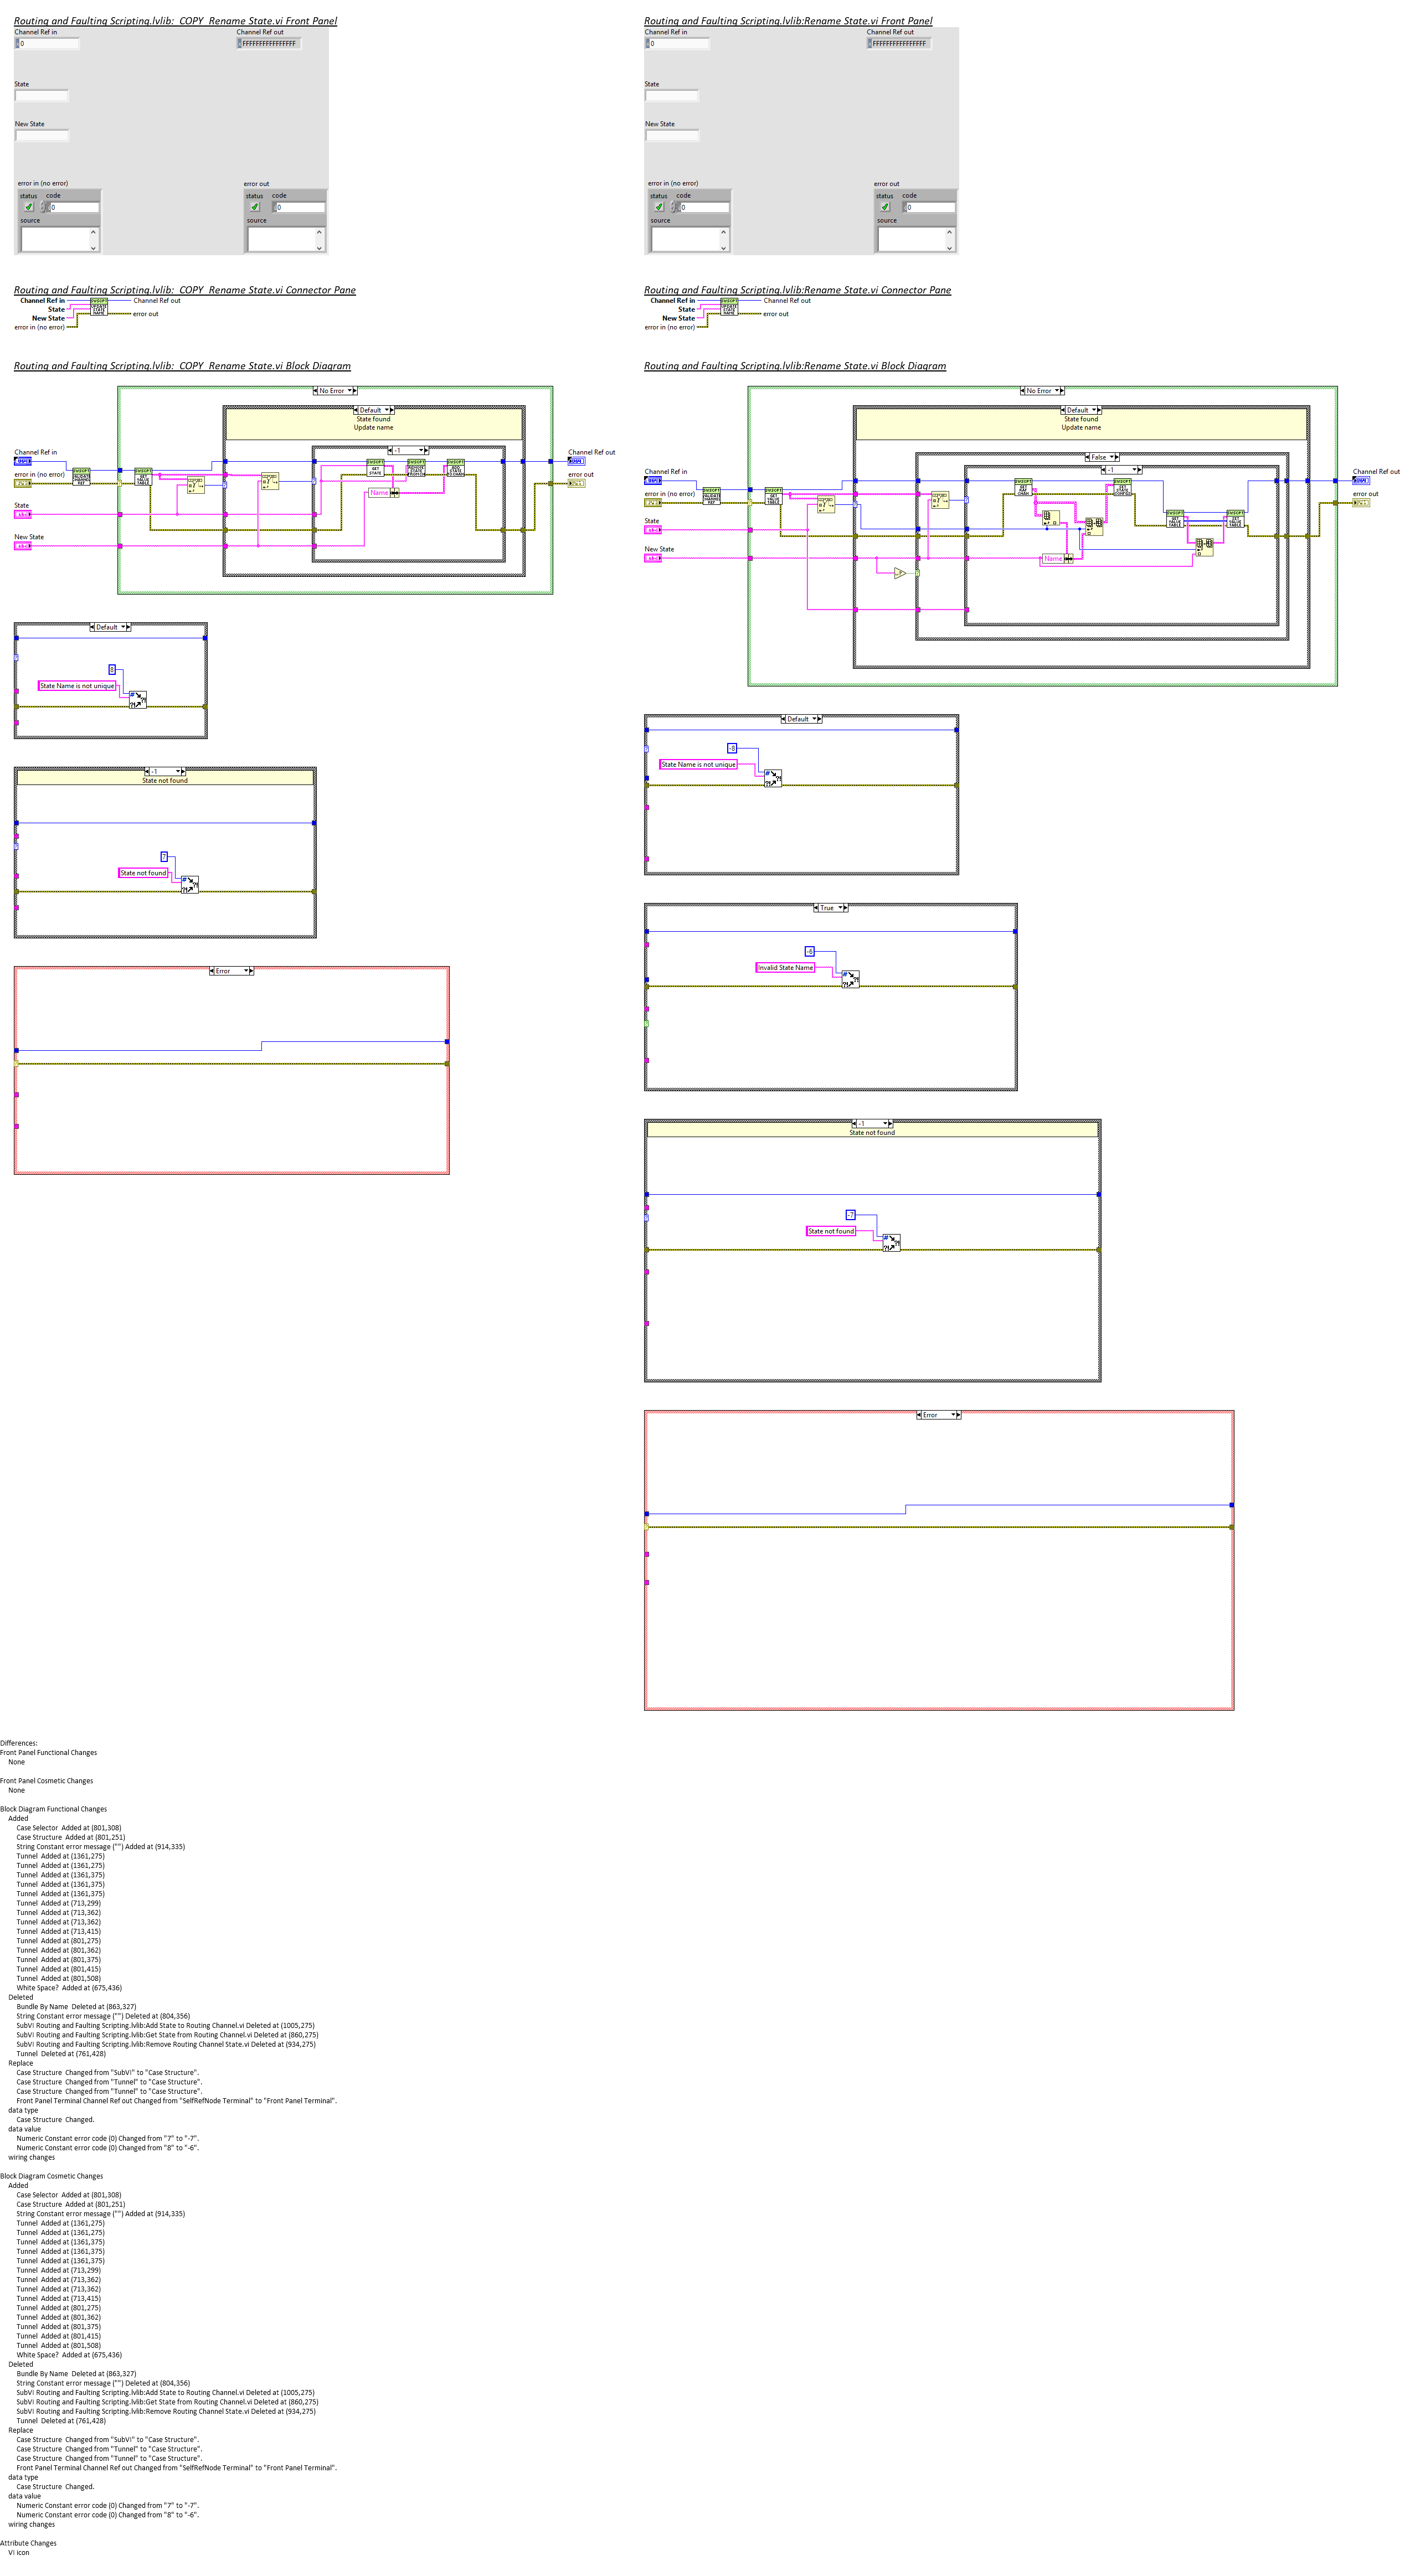 Routing and Faulting Scripting.lvlib:_COPY_Rename State.vi Front Panel
Channel Ref in
Channel Ref out
0
FFFFFFFFFFFFFFFF
State
New State
error in (no error)
error out
status code
status code
0
0
source
source
Routing and Faulting Scripting.lvlib:_COPY_Rename State.vi Connector Pane
Channel Ref in
Channel Ref out
State
New State
error out
error in (no error)
Routing and Faulting Scripting.lvlib:_COPY_Rename State.vi Block Diagram
No Error
Default
State found
Update name
-1
Channel Ref in
Channel Ref out
error in (no error)
error out
Name
State
New State
Default
8
State Name is not unique
-1
State not found
7
State not found
Error
Routing and Faulting Scripting.lvlib:Rename State.vi Front Panel
Channel Ref in
Channel Ref out
0
FFFFFFFFFFFFFFFF
State
New State
error in (no error)
error out
status code
status code
0
0
source
source
Routing and Faulting Scripting.lvlib:Rename State.vi Connector Pane
Channel Ref in
Channel Ref out
State
New State
error out
error in (no error)
Routing and Faulting Scripting.lvlib:Rename State.vi Block Diagram
No Error
Default
State found
Update name
False
-1
Channel Ref in
Channel Ref out
error in (no error)
error out
State
New State
Name
Default
-8
State Name is not unique
True
-6
Invalid State Name
-1
State not found
-7
State not found
Error
Differences:
Front Panel Functional Changes
None
Front Panel Cosmetic Changes
None
Block Diagram Functional Changes
Added
Case Selector  Added at (801,308)
Case Structure  Added at (801,251)
String Constant error message ("") Added at (914,335)
Tunnel  Added at (1361,275)
Tunnel  Added at (1361,275)
Tunnel  Added at (1361,375)
Tunnel  Added at (1361,375)
Tunnel  Added at (1361,375)
Tunnel  Added at (713,299)
Tunnel  Added at (713,362)
Tunnel  Added at (713,362)
Tunnel  Added at (713,415)
Tunnel  Added at (801,275)
Tunnel  Added at (801,362)
Tunnel  Added at (801,375)
Tunnel  Added at (801,415)
Tunnel  Added at (801,508)
White Space?  Added at (675,436)
Deleted
Bundle By Name  Deleted at (863,327)
String Constant error message ("") Deleted at (804,356)
SubVI Routing and Faulting Scripting.lvlib:Add State to Routing Channel.vi Deleted at (1005,275)
SubVI Routing and Faulting Scripting.lvlib:Get State from Routing Channel.vi Deleted at (860,275)
SubVI Routing and Faulting Scripting.lvlib:Remove Routing Channel State.vi Deleted at (934,275)
Tunnel  Deleted at (761,428)
Replace
Case Structure  Changed from "SubVI" to "Case Structure".
Case Structure  Changed from "Tunnel" to "Case Structure".
Case Structure  Changed from "Tunnel" to "Case Structure".
Front Panel Terminal Channel Ref out Changed from "SelfRefNode Terminal" to "Front Panel Terminal".
data type
Case Structure  Changed.
data value
Numeric Constant error code (0) Changed from "7" to "-7".
Numeric Constant error code (0) Changed from "8" to "-6".
wiring changes
Block Diagram Cosmetic Changes
Added
Case Selector  Added at (801,308)
Case Structure  Added at (801,251)
String Constant error message ("") Added at (914,335)
Tunnel  Added at (1361,275)
Tunnel  Added at (1361,275)
Tunnel  Added at (1361,375)
Tunnel  Added at (1361,375)
Tunnel  Added at (1361,375)
Tunnel  Added at (713,299)
Tunnel  Added at (713,362)
Tunnel  Added at (713,362)
Tunnel  Added at (713,415)
Tunnel  Added at (801,275)
Tunnel  Added at (801,362)
Tunnel  Added at (801,375)
Tunnel  Added at (801,415)
Tunnel  Added at (801,508)
White Space?  Added at (675,436)
Deleted
Bundle By Name  Deleted at (863,327)
String Constant error message ("") Deleted at (804,356)
SubVI Routing and Faulting Scripting.lvlib:Add State to Routing Channel.vi Deleted at (1005,275)
SubVI Routing and Faulting Scripting.lvlib:Get State from Routing Channel.vi Deleted at (860,275)
SubVI Routing and Faulting Scripting.lvlib:Remove Routing Channel State.vi Deleted at (934,275)
Tunnel  Deleted at (761,428)
Replace
Case Structure  Changed from "SubVI" to "Case Structure".
Case Structure  Changed from "Tunnel" to "Case Structure".
Case Structure  Changed from "Tunnel" to "Case Structure".
Front Panel Terminal Channel Ref out Changed from "SelfRefNode Terminal" to "Front Panel Terminal".
data type
Case Structure  Changed.
data value
Numeric Constant error code (0) Changed from "7" to "-7".
Numeric Constant error code (0) Changed from "8" to "-6".
wiring changes
Attribute Changes
VI icon